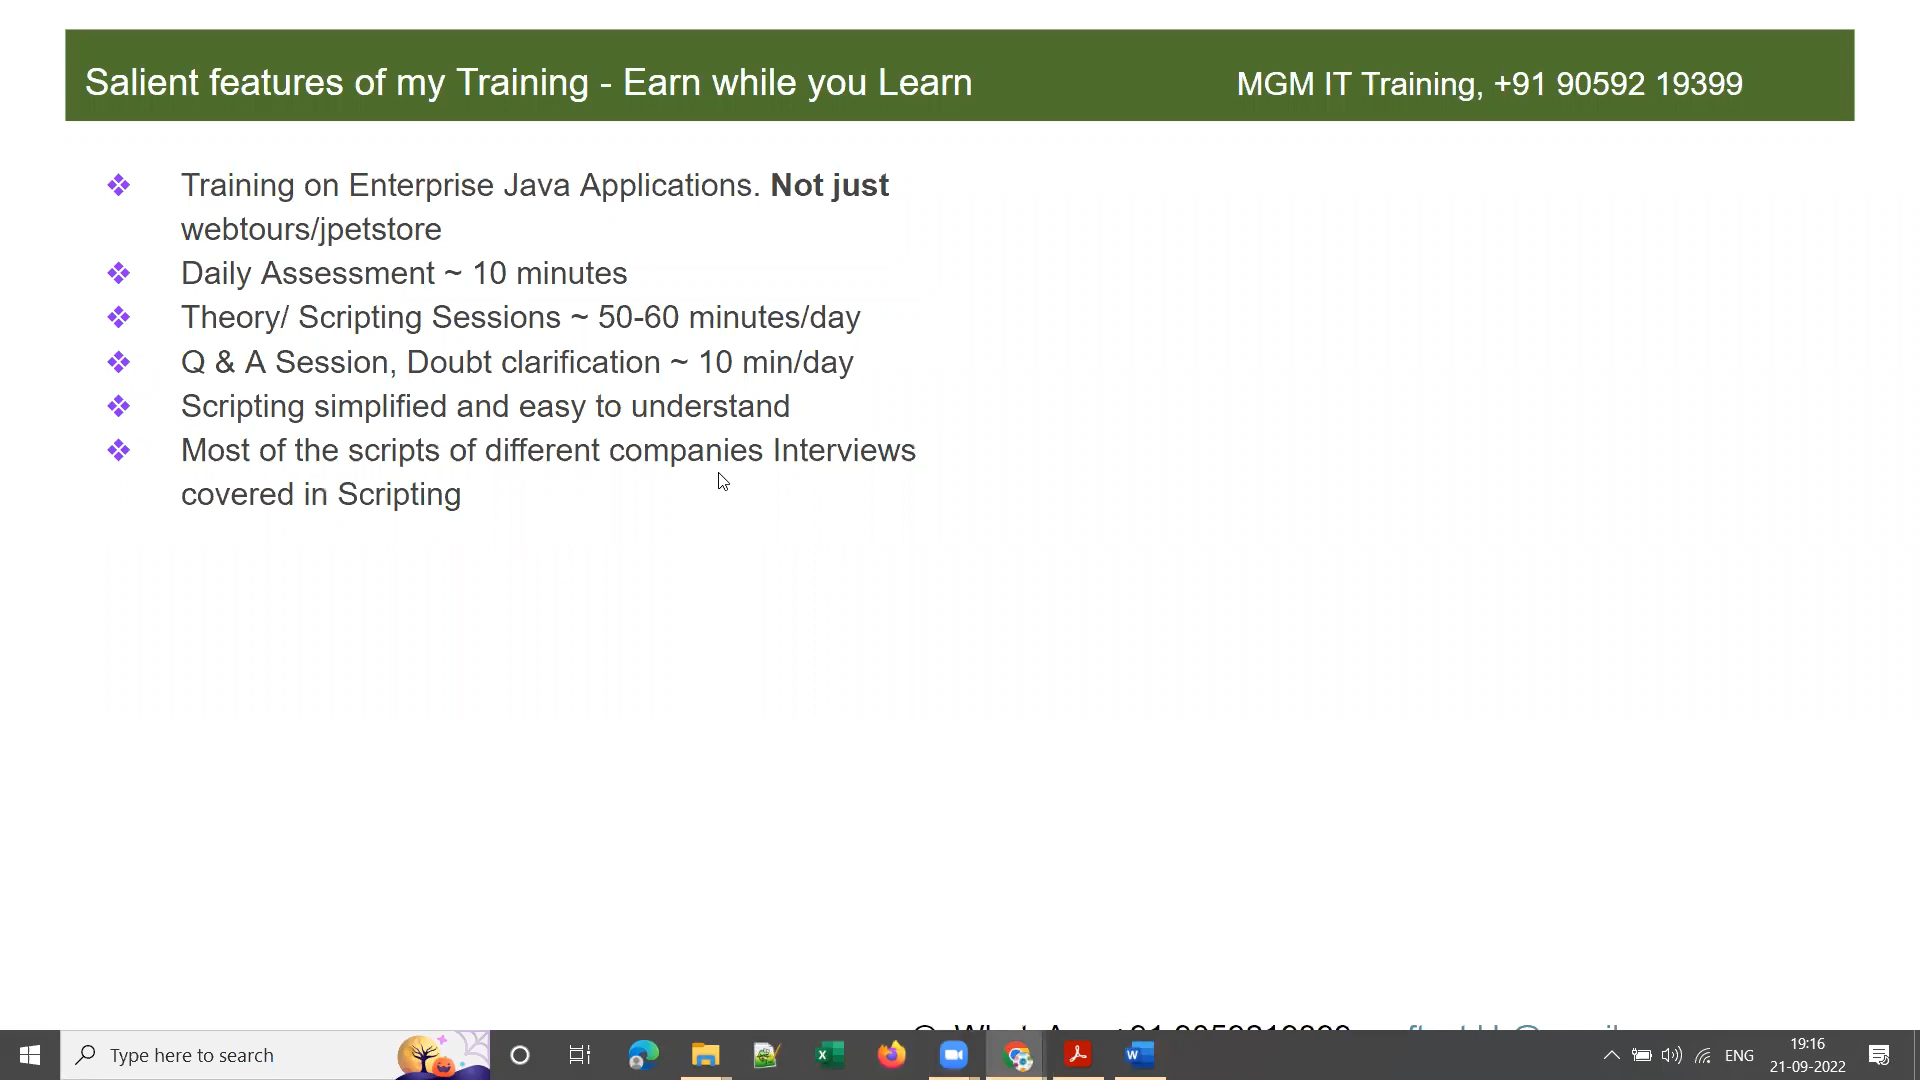 Salient features of my Training - Earn while you Learn
MGM IT Training, +91 90592 19399
❖ Training on Enterprise Java Applications. Not just
webtours/jpetstore
❖ Daily Assessment ~ 10 minutes
❖ Theory/ Scripting Sessions ~ 50-60 minutes/day
❖ Q & A Session, Doubt clarification ~ 10 min/day
❖ Scripting simplified and easy to understand
❖ Most of the scripts of different companies Interviews
covered in Scripting
Type here to search
ENG
19:16
21-09-2022